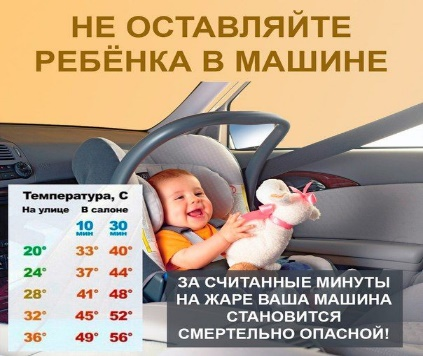 НЕ ОСТАВЛЯЙТЕ
РЕБЁНКА В МАШИНЕ
Температура, С
На улице В салоне
10 мин 30 мин
20° 33° 40°
24° 37° 44°
28° 41° 48°
32° 45° 52°
36° 49° 56°
ЗА СЧИТАННЫЕ МИНУТЫ
НА ЖАРЕ ВАША МАШИНА
СТАНОВИТСЯ
СМЕРТЕЛЬНО ОПАСНОЙ!